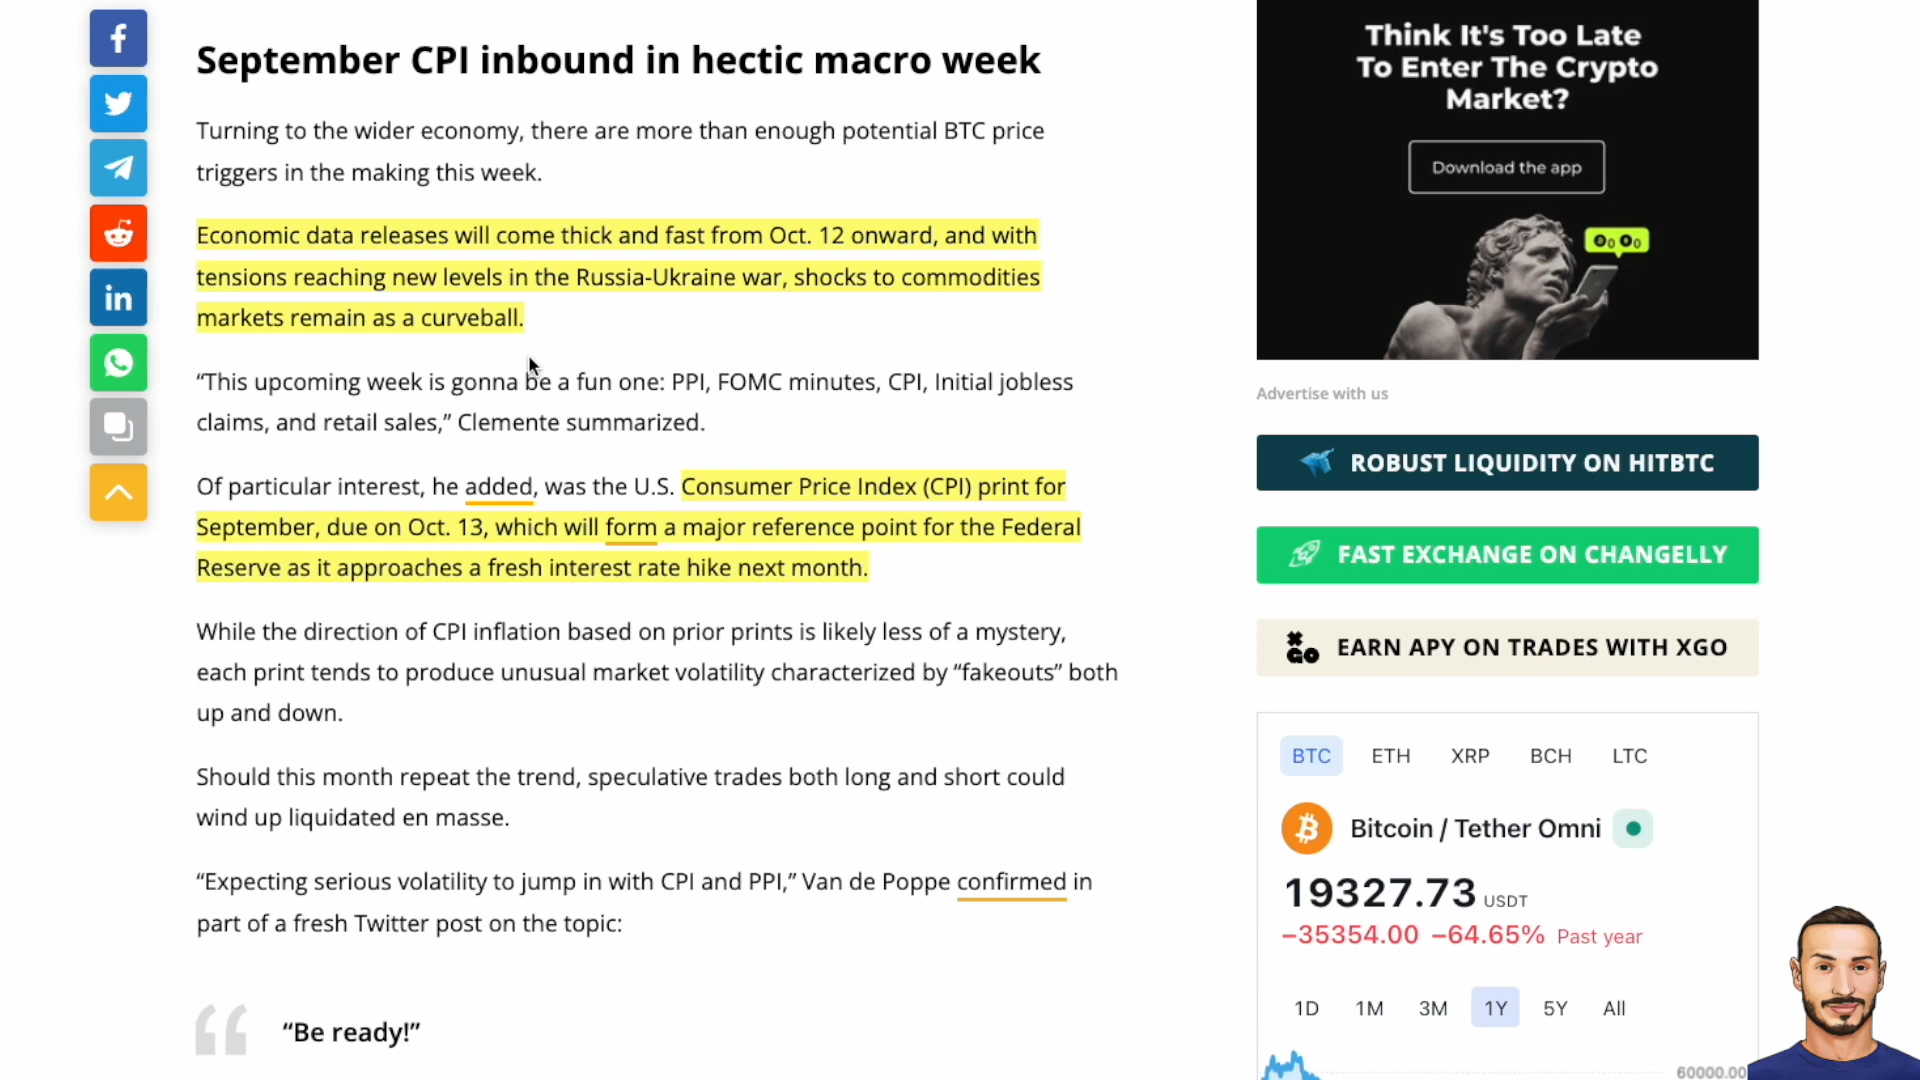 September CPI inbound in hectic macro week
Turning to the wider economy, there are more than enough potential BTC price
triggers in the making this week.
Economic data releases will come thick and fast from Oct. 12 onward, and with
tensions reaching new levels in the Russia-Ukraine war, shocks to commodities
markets remain as a curveball.
“This upcoming week is gonna be a fun one: PPI, FOMC minutes, CPI, Initial jobless
claims, and retail sales,” Clemente summarized.
Of particular interest, he added, was the U.S. Consumer Price Index (CPI) print for
September, due on Oct. 13, which will form a major reference point for the Federal
Reserve as it approaches a fresh interest rate hike next month.
While the direction of CPI inflation based on prior prints is likely less of a mystery,
each print tends to produce unusual market volatility characterized by “fakeouts” both
up and down.
Should this month repeat the trend, speculative trades both long and short could
wind up liquidated en masse.
“Expecting serious volatility to jump in with CPI and PPI,” Van de Poppe confirmed in
part of a fresh Twitter post on the topic:
“Be ready!”
Think It's Too Late
To Enter The Crypto
Market?
Download the app
Advertise with us
ROBUST LIQUIDITY ON HITBTC
FAST EXCHANGE ON CHANGELLY
EARN APY ON TRADES WITH XGO
BTC ETH XRP BCH LTC
Bitcoin / Tether Omni
19327.73 USDT
−35354.00 −64.65% Past year
1D 1M 3M 1Y 5Y All
60000.00